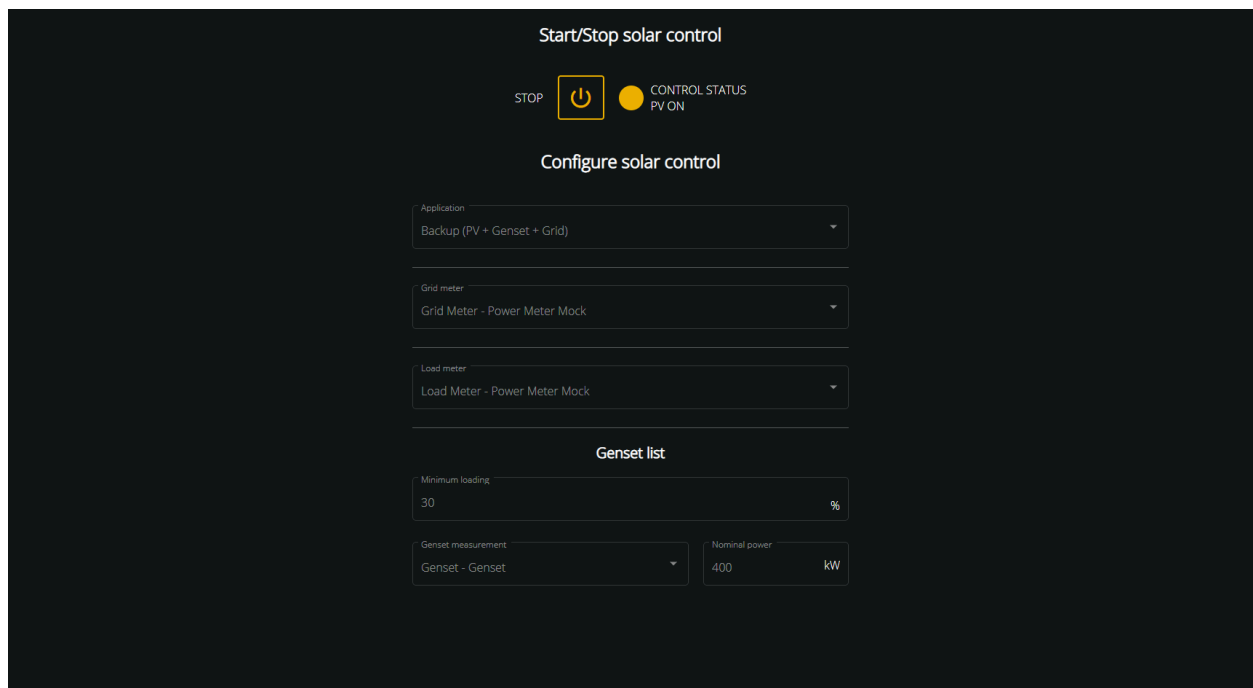 Start/Stop solar control
STOP
CONTROL STATUS
PV ON
Configure solar control
Application
Backup (PV + Genset + Grid)
Grid meter
Grid Meter - Power Meter Mock
Load meter
Load Meter - Power Meter Mock
Genset list
Minimum loading
30 %
Genset measurement
Genset - Genset
Nominal power
400 kW